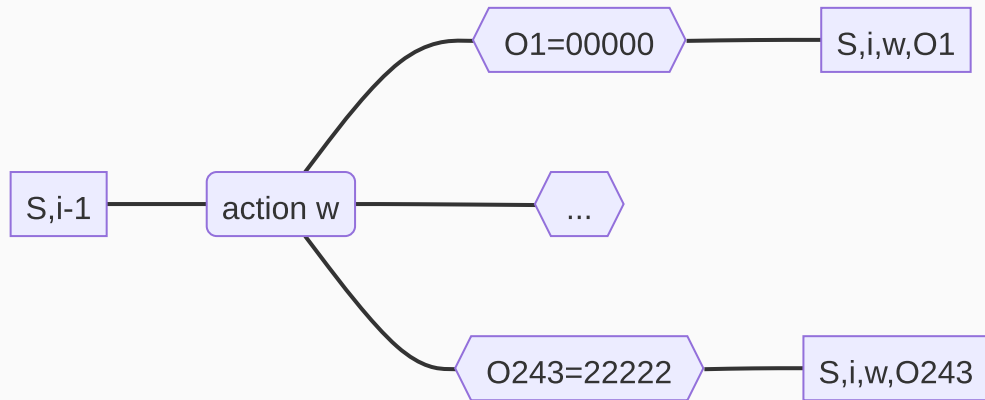 O1=00000
S,i,w,O1
S,i-1
action w
...
O243=22222
S,i,w,O243